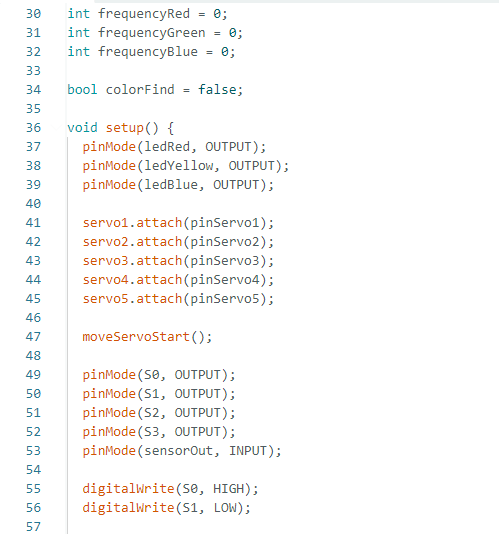 30 int frequencyRed = 0;
31 int frequencyGreen = 0;
32 int frequencyBlue = 0;
33
34 bool colorFind = false;
35
36 void setup() {
37   pinMode(ledRed, OUTPUT);
38   pinMode(ledYellow, OUTPUT);
39   pinMode(ledBlue, OUTPUT);
40
41   servo1.attach(pinServo1);
42   servo2.attach(pinServo2);
43   servo3.attach(pinServo3);
44   servo4.attach(pinServo4);
45   servo5.attach(pinServo5);
46
47   moveServoStart();
48
49   pinMode(S0, OUTPUT);
50   pinMode(S1, OUTPUT);
51   pinMode(S2, OUTPUT);
52   pinMode(S3, OUTPUT);
53   pinMode(sensorOut, INPUT);
54
55   digitalWrite(S0, HIGH);
56   digitalWrite(S1, LOW);
57